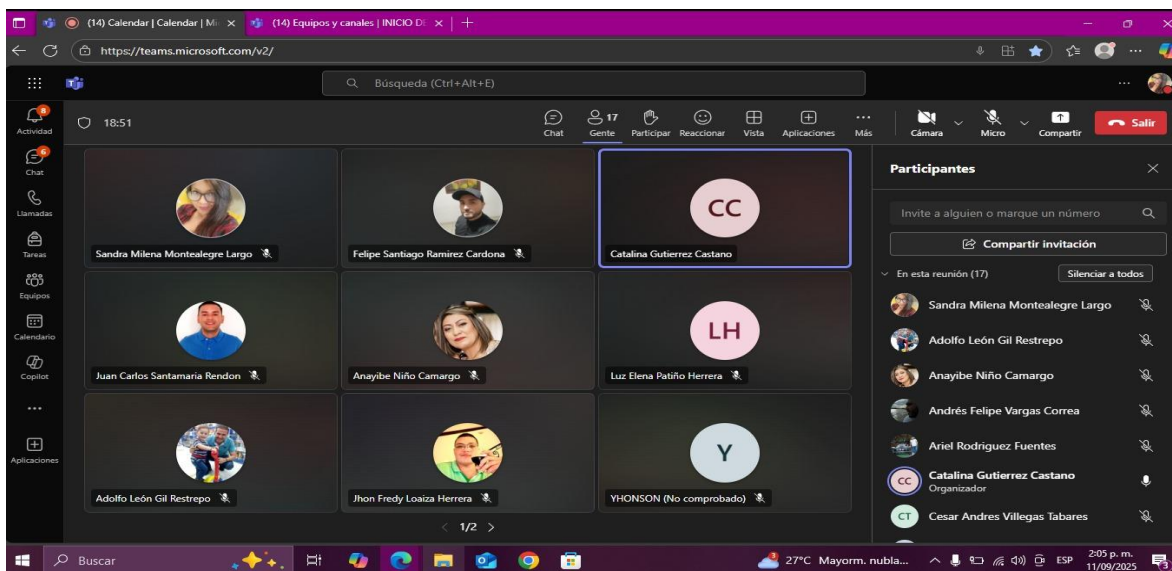 (14) Calendar | Calendar | Mi
(14) Equipos y canales | INICIO DE
https://teams.microsoft.com/v2/
Búsqueda (Ctrl+Alt+E)
18:51
Chat
17
Gente
Participar
Reaccionar
Vista
Aplicaciones
Más
Cámara
Micro
Compartir
Salir
8
Actividad
6
Chat
Llamadas
Tareas
Equipos
Calendario
Copilot
Aplicaciones
Sandra Milena Montealegre Largo
Felipe Santiago Ramirez Cardona
CC
Catalina Gutierrez Castano
Juan Carlos Santamaria Rendon
Anayibe Niño Camargo
LH
Luz Elena Patiño Herrera
Adolfo León Gil Restrepo
Jhon Fredy Loaiza Herrera
Y
YHONSON (No comprobado)
1/2
Participantes
Invite a alguien o marque un número
Compartir invitación
En esta reunión (17)
Silenciar a todos
Sandra Milena Montealegre Largo
Adolfo León Gil Restrepo
Anayibe Niño Camargo
Andrés Felipe Vargas Correa
Ariel Rodriguez Fuentes
CC
Catalina Gutierrez Castano
Organizador
CT
Cesar Andres Villegas Tabares
Buscar
3
27°C Mayorm. nubla...
ESP
2:05 p. m.
11/09/2025